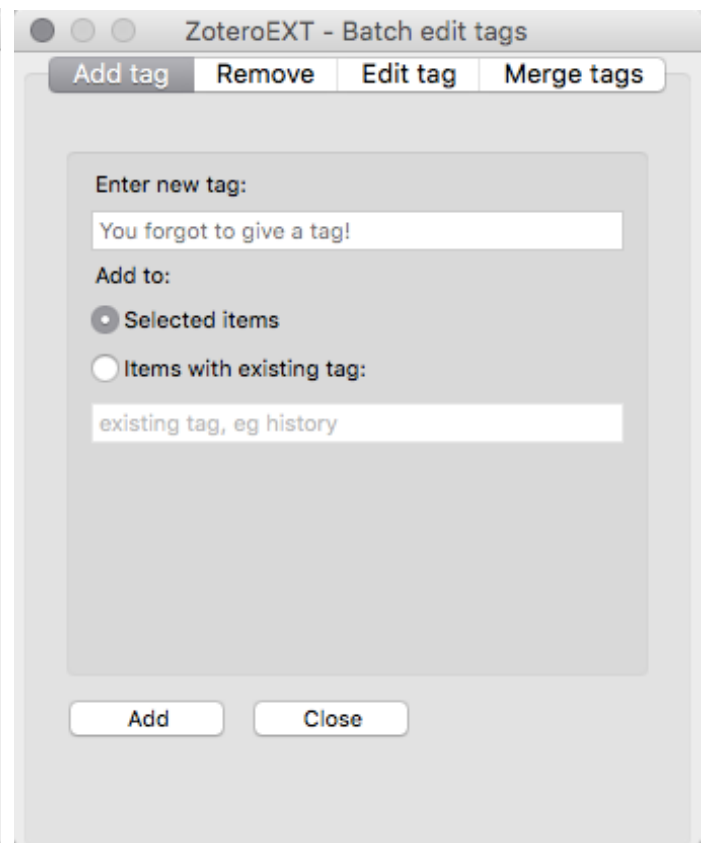 ZoteroEXT - Batch edit tags
Add tag Remove Edit tag Merge tags
Enter new tag:
You forgot to give a tag!
Add to:
Selected items
Items with existing tag:
existing tag, eg history
Add Close